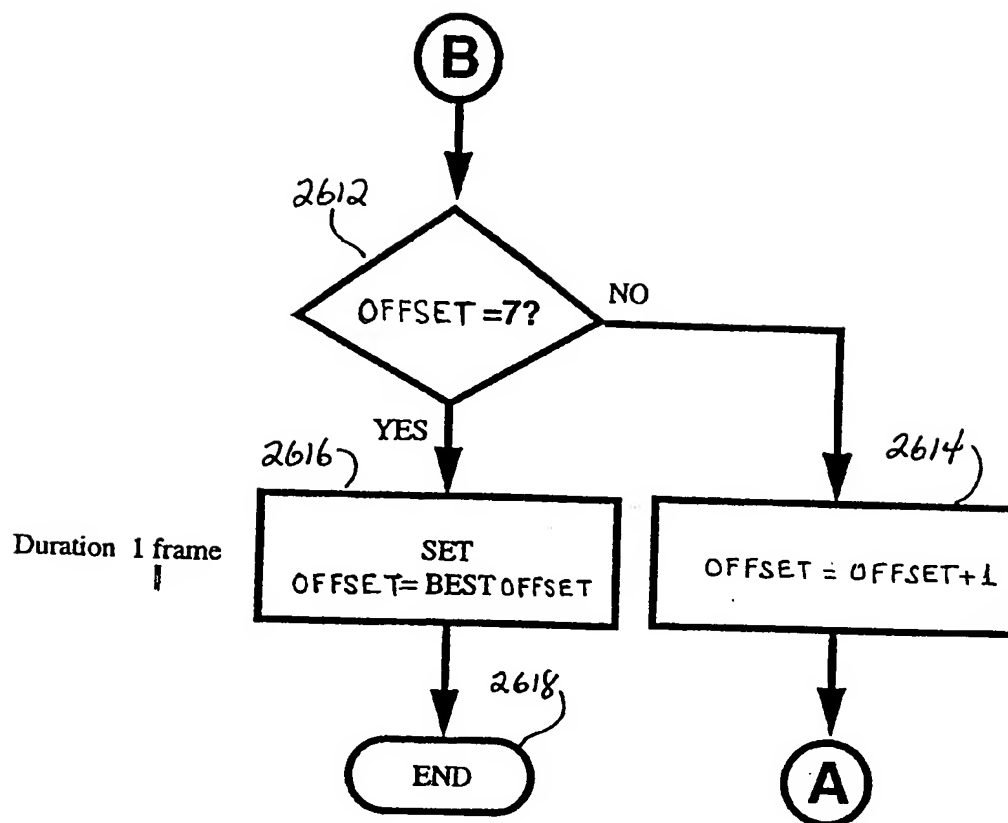 B
2612
OFFSET =7?
NO
YES
2616
2614
Duration 1 frame
SET
OFFSET= BEST OFFSET
OFFSET = OFFSET+1
2618
END
A